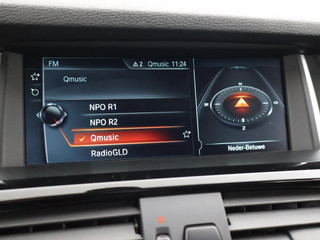 FM
2 Qmusic 11:24
Qmusic
NPO R1
NPO R2
Qmusic
RadioGLD
Neder-Betuwe